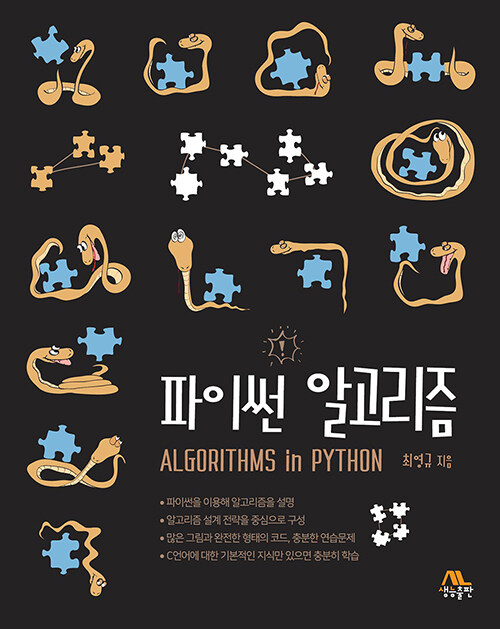 !
파이썬 알고리즘
ALGORITHMS in PYTHON 최영규 지음
• 파이썬을 이용해 알고리즘을 설명
• 알고리즘 설계 전략을 중심으로 구성
• 많은 그림과 완전한 형태의 코드, 충분한 연습문제
• C언어에 대한 기본적인 지식만 있으면 충분히 학습
생능출판